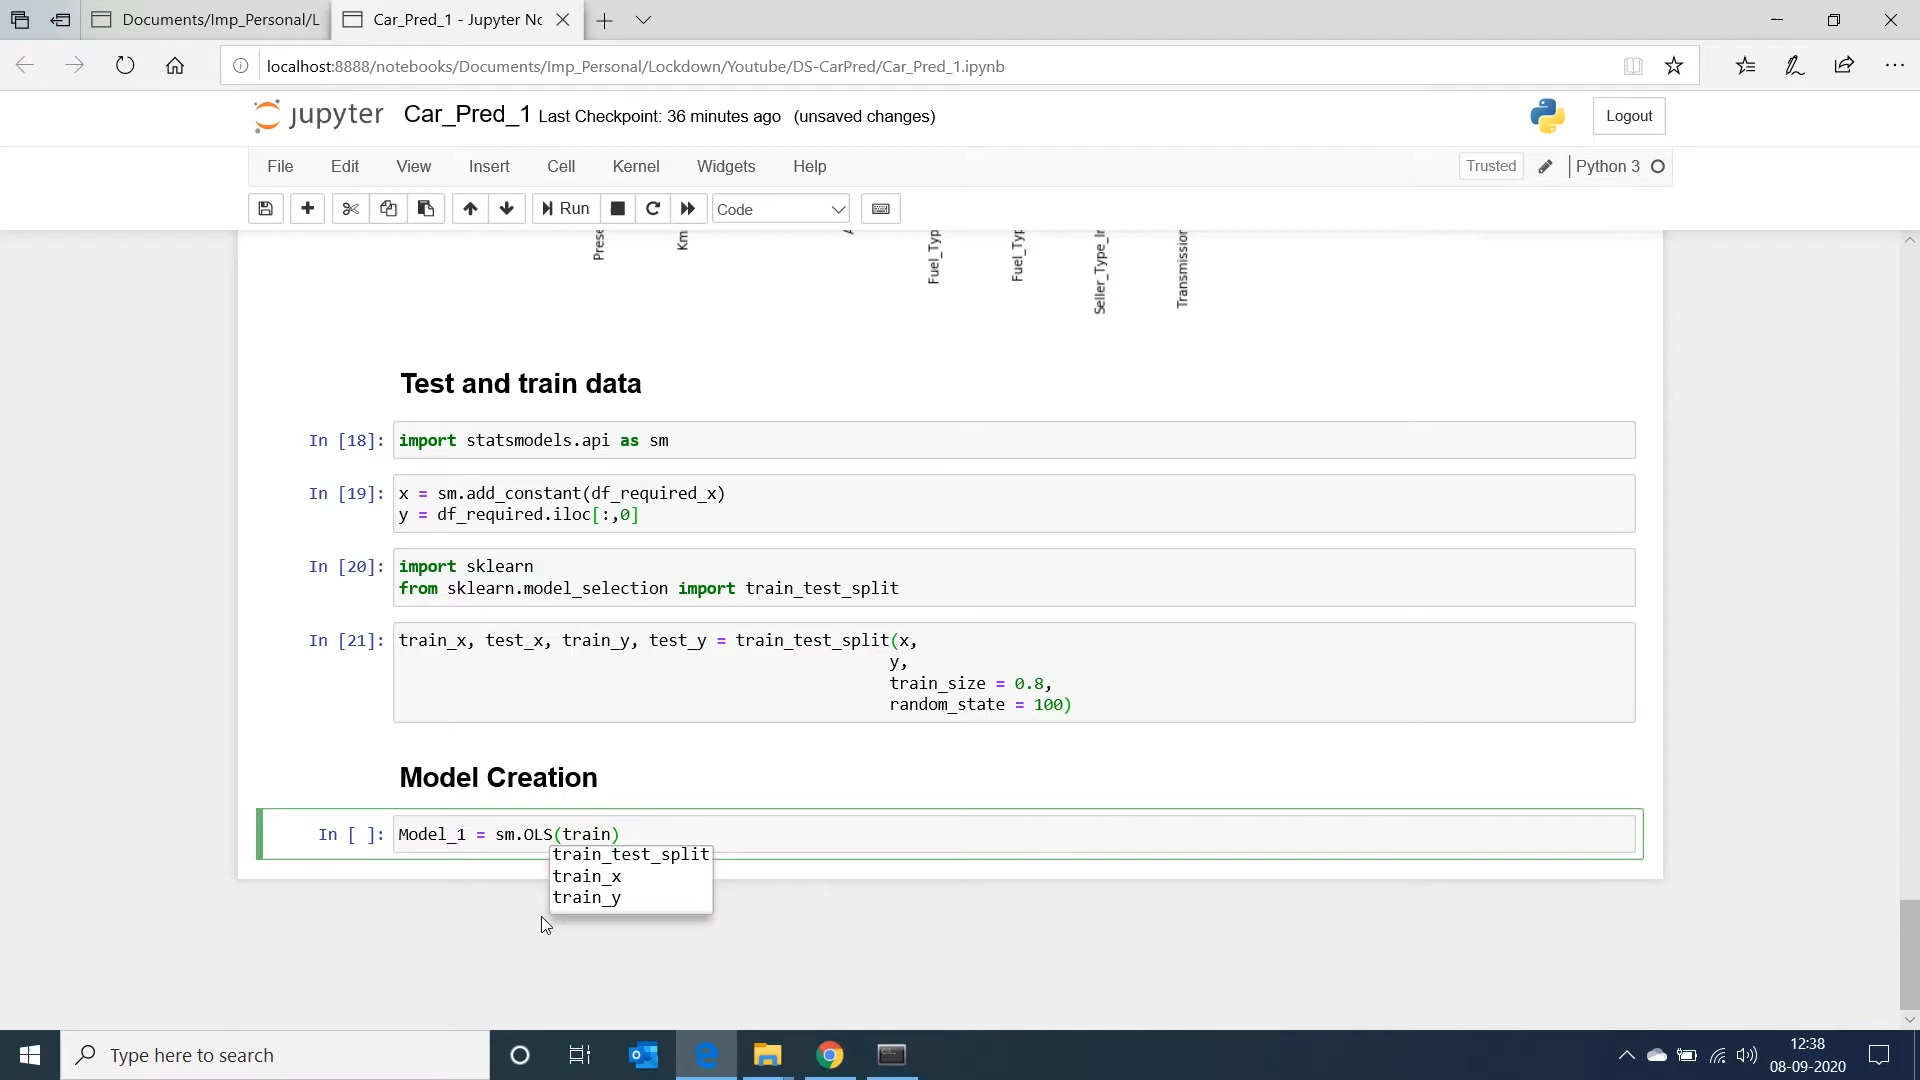 Documents/Imp_Personal/L
Car_Pred_1 - Jupyter Nc
localhost:8888/notebooks/Documents/Imp_Personal/Lockdown/Youtube/DS-CarPred/Car_Pred_1.ipynb
jupyter Car_Pred_1 Last Checkpoint: 36 minutes ago (unsaved changes)
Logout
File Edit View Insert Cell Kernel Widgets Help
Trusted Python 3
Run Code
Prese
Km
Fuel_Typ
Fuel_Typ
Seller_Type_Ir
Transmission
Test and train data
In [18]: import statsmodels.api as sm
In [19]: x = sm.add_constant(df_required_x)
y = df_required.iloc[:,0]
In [20]: import sklearn
from sklearn.model_selection import train_test_split
In [21]: train_x, test_x, train_y, test_y = train_test_split(x,
y,
train_size = 0.8,
random_state = 100)
Model Creation
In [ ]: Model_1 = sm.OLS(train)
train_test_split
train_x
train_y
Type here to search
12:38
08-09-2020